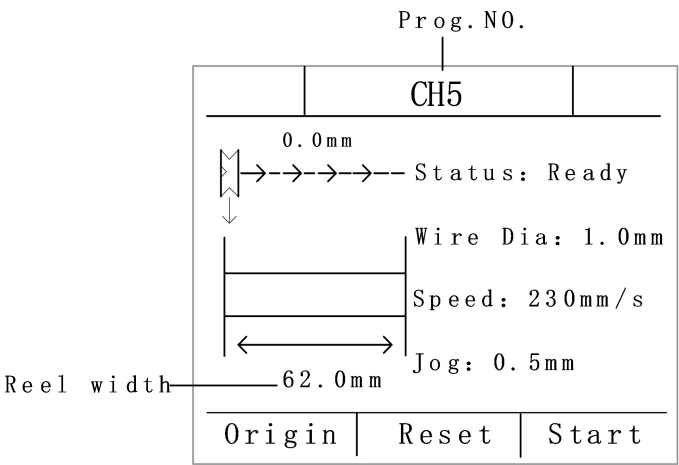 Prog.NO.
CH5
0.0mm
Status: Ready
Wire Dia: 1.0mm
Speed: 230mm/s
Jog: 0.5mm
Reel width
62.0mm
Origin
Reset
Start